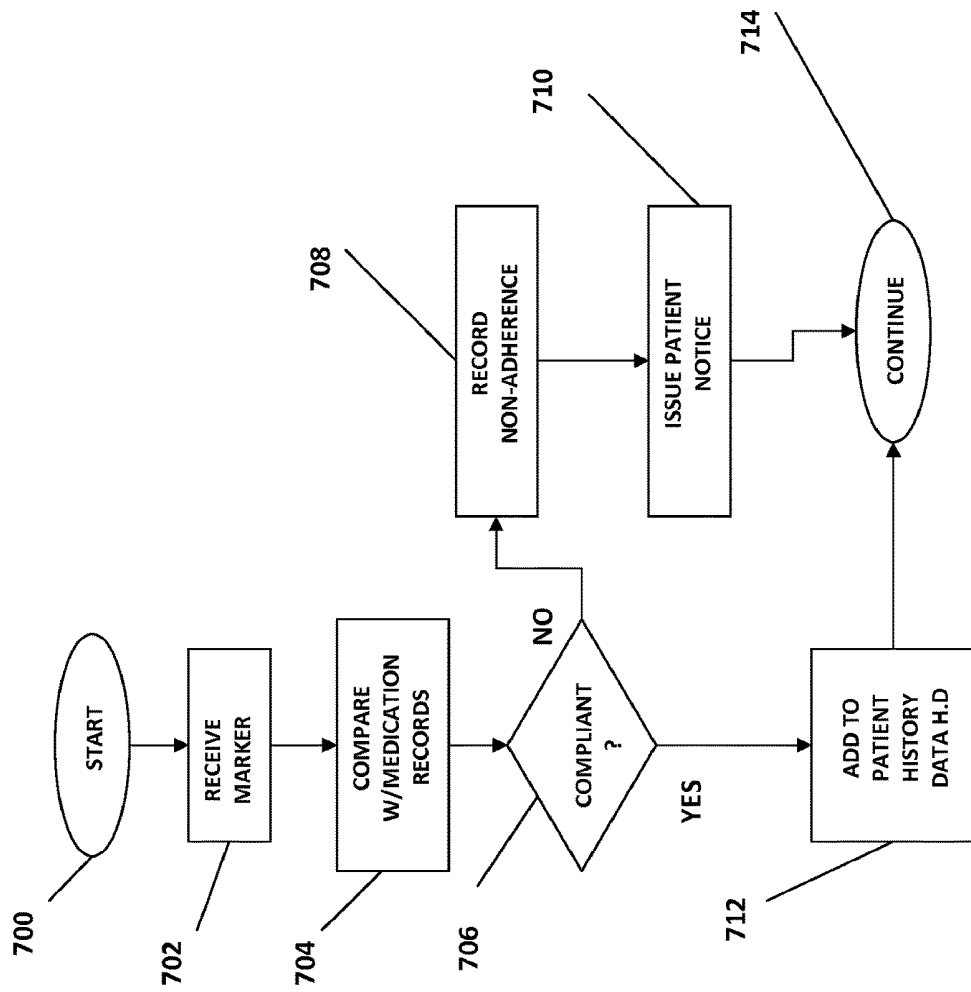 700
START
702
RECEIVE
MARKER
704
COMPARE
W/MEDICATION
RECORDS
706
COMPLIANT
?
NO
YES
708
RECORD
NON-ADHERENCE
710
ISSUE PATIENT
NOTICE
712
ADD TO
PATIENT
HISTORY
DATA H.D
714
CONTINUE